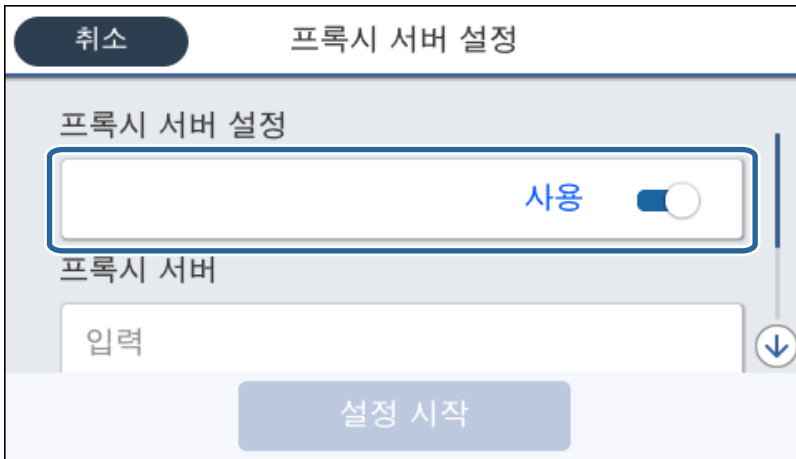 취소
프록시 서버 설정
프록시 서버 설정
사용
프록시 서버
입력
설정 시작